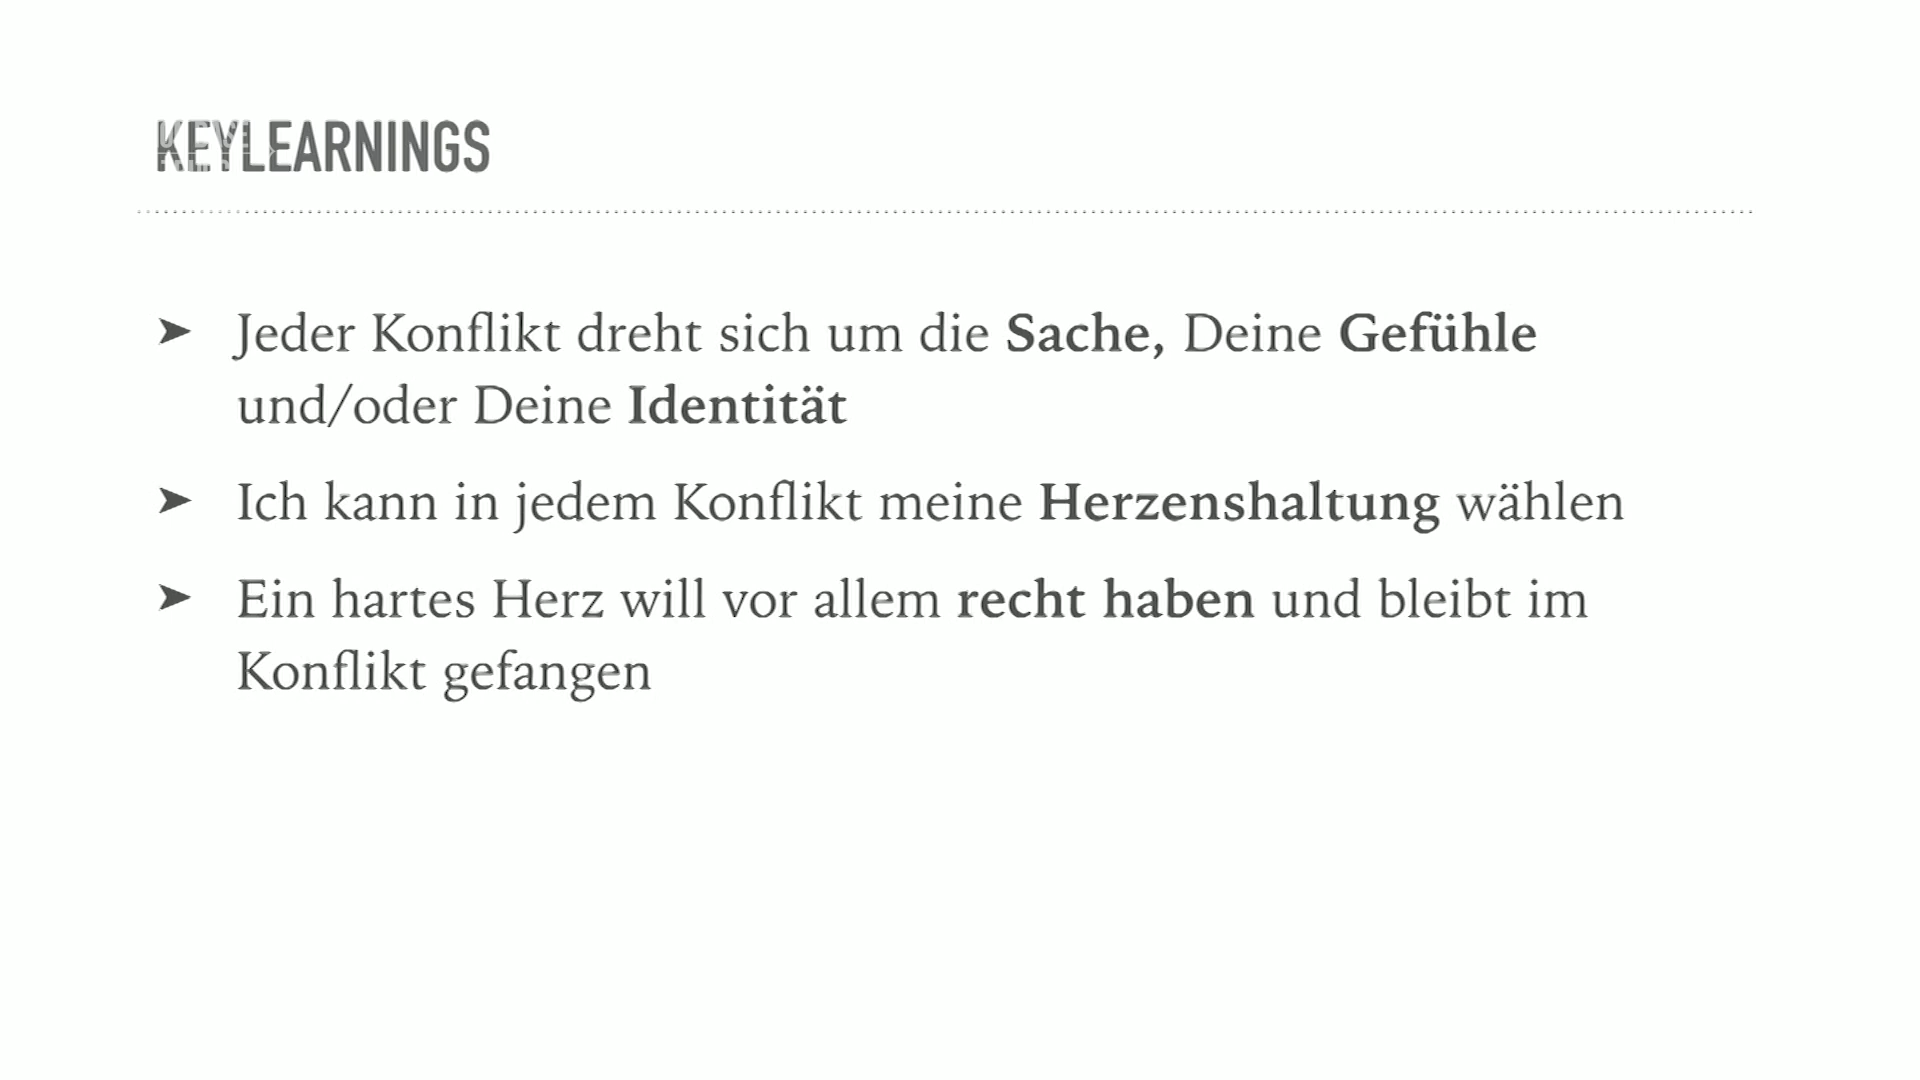 KEYLEARNINGS
➤ Jeder Konflikt dreht sich um die Sache, Deine Gefühle
und/oder Deine Identität
➤ Ich kann in jedem Konflikt meine Herzenshaltung wählen
➤ Ein hartes Herz will vor allem recht haben und bleibt im
Konflikt gefangen